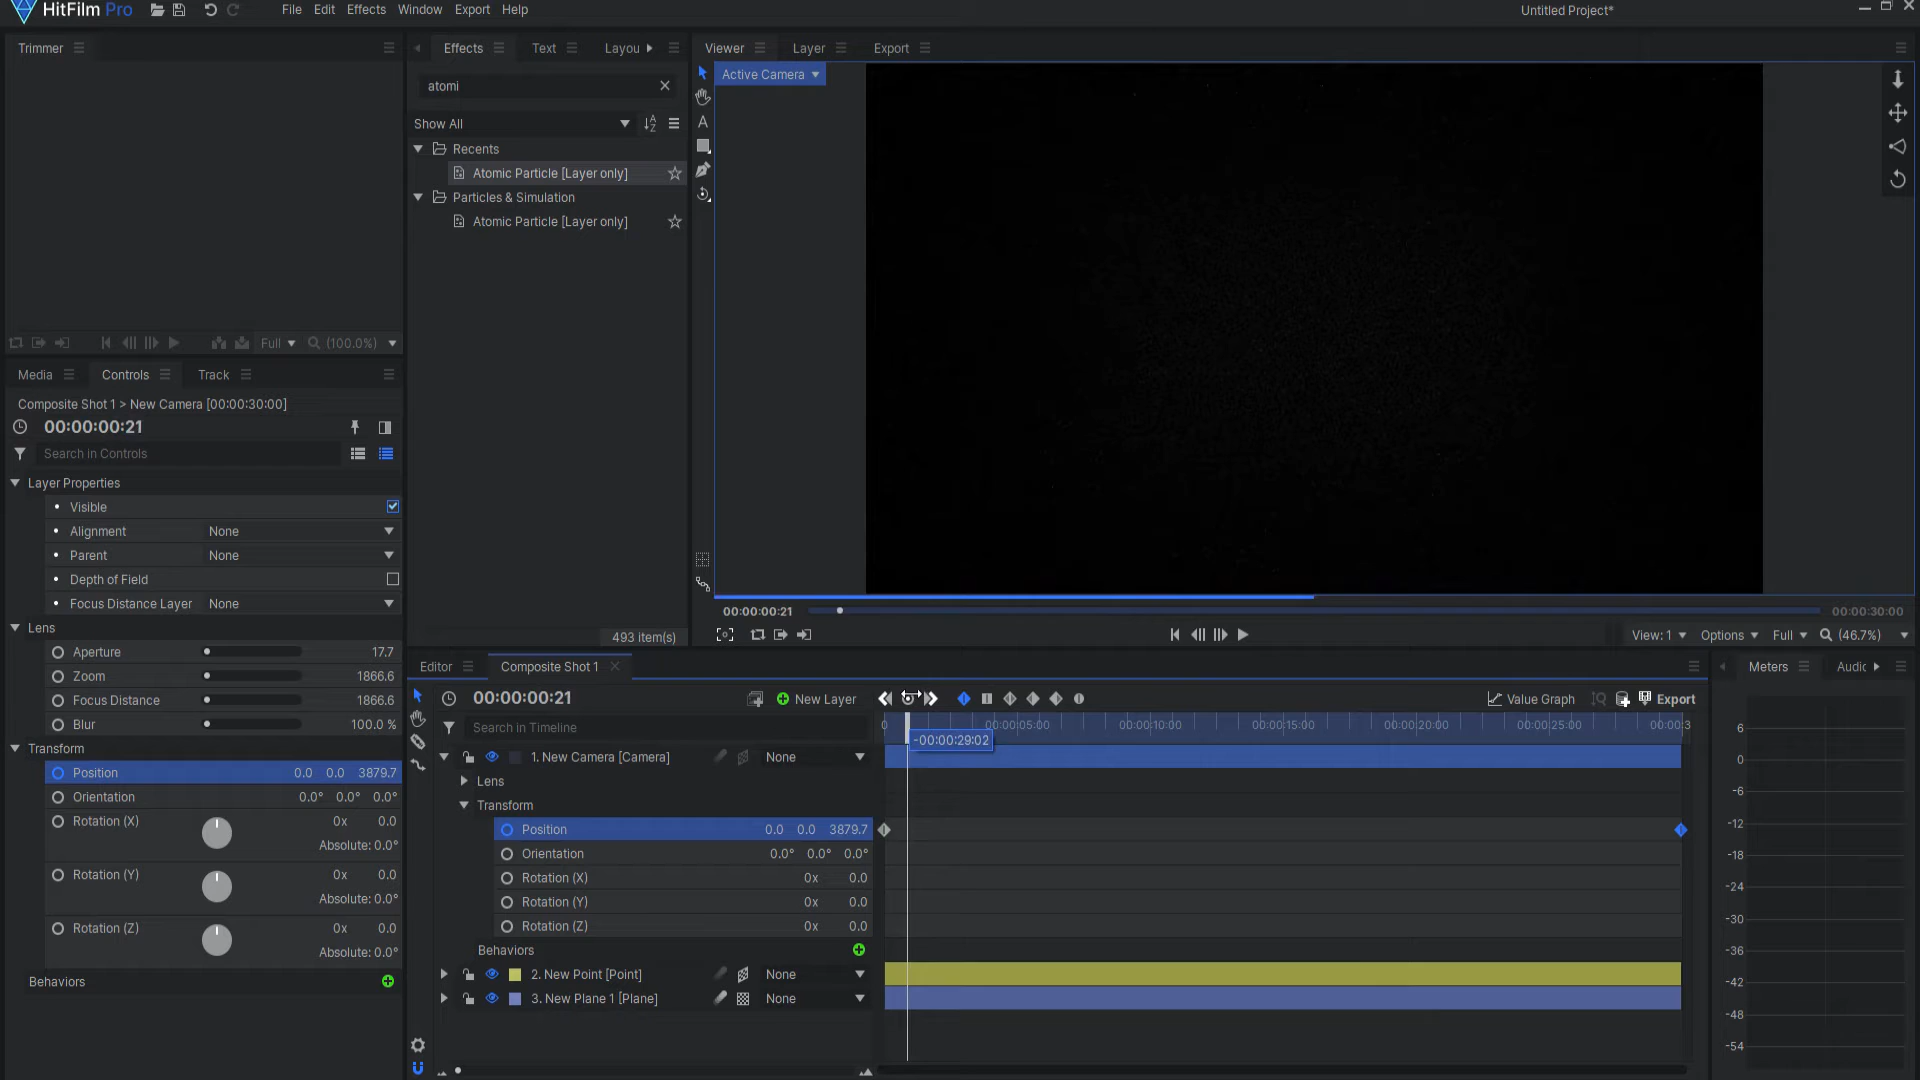 HitFilm Pro
File Edit Effects Window Export Help
Untitled Project*
Trimmer
Effects Text Layou
Viewer Layer Export
Active Camera
atomi
Show All
Recents
Atomic Particle [Layer only]
Particles & Simulation
Atomic Particle [Layer only]
493 item(s)
Full (100.0%)
Media Controls Track
Composite Shot 1 > New Camera [00:00:30:00]
00:00:00:21
Search in Controls
Layer Properties
Visible
Alignment None
Parent None
Depth of Field
Focus Distance Layer None
Lens
Aperture 17.7
Zoom 1866.6
Focus Distance 1866.6
Blur 100.0 %
Transform
Position 0.0 0.0 3879.7
Orientation 0.0° 0.0° 0.0°
Rotation (X) 0x 0.0
Absolute: 0.0°
Rotation (Y) 0x 0.0
Absolute: 0.0°
Rotation (Z) 0x 0.0
Absolute: 0.0°
Behaviors
00:00:00:21 00:00:30:00
View: 1 Options Full (46.7%)
Editor Composite Shot 1
00:00:00:21 New Layer Value Graph Export
Search in Timeline
0 00:00:05:00 00:00:10:00 00:00:15:00 00:00:20:00 00:00:25:00 00:00:3
-00:00:29:02
1. New Camera [Camera] None
Lens
Transform
Position 0.0 0.0 3879.7
Orientation 0.0° 0.0° 0.0°
Rotation (X) 0x 0.0
Rotation (Y) 0x 0.0
Rotation (Z) 0x 0.0
Behaviors
2. New Point [Point] None
3. New Plane 1 [Plane] None
Meters Audic
6
0
-6
-12
-18
-24
-30
-36
-42
-48
-54